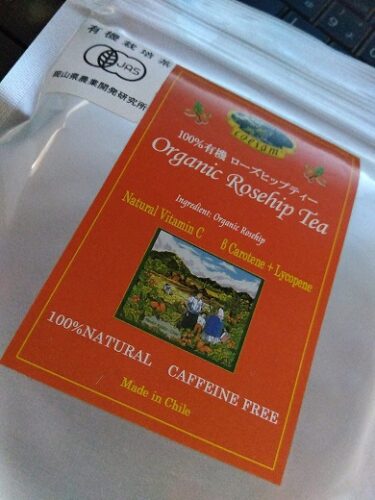 有機栽培茶
JAS
岡山県農業開発研究所
100%有機 ローズヒップティー
Organic Rosehip Tea
Ingredient: Organic Rosehip
Natural Vitamin C β Carotene + Lycopene
100%NATURAL CAFFEINE FREE
Made in Chile